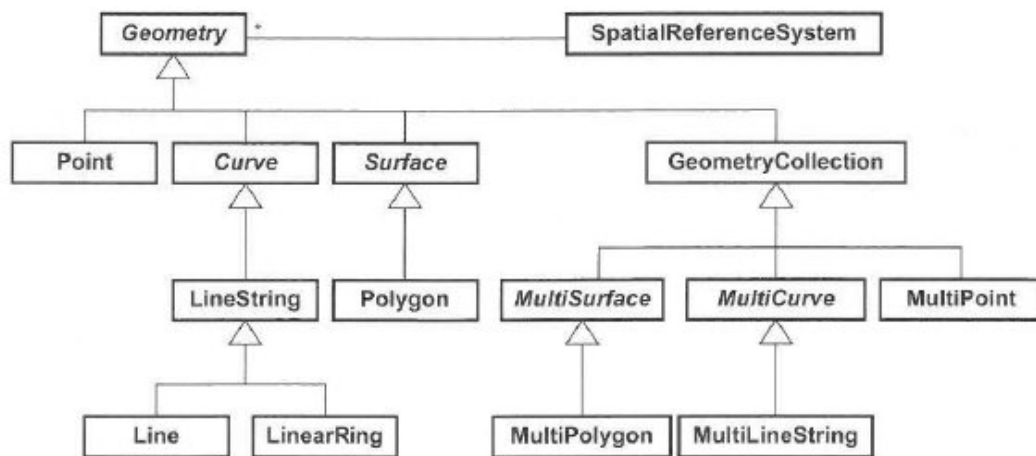 Geometry * SpatialReferenceSystem
Point Curve Surface GeometryCollection
LineString Polygon MultiSurface MultiCurve MultiPoint
Line LinearRing MultiPolygon MultiLineString